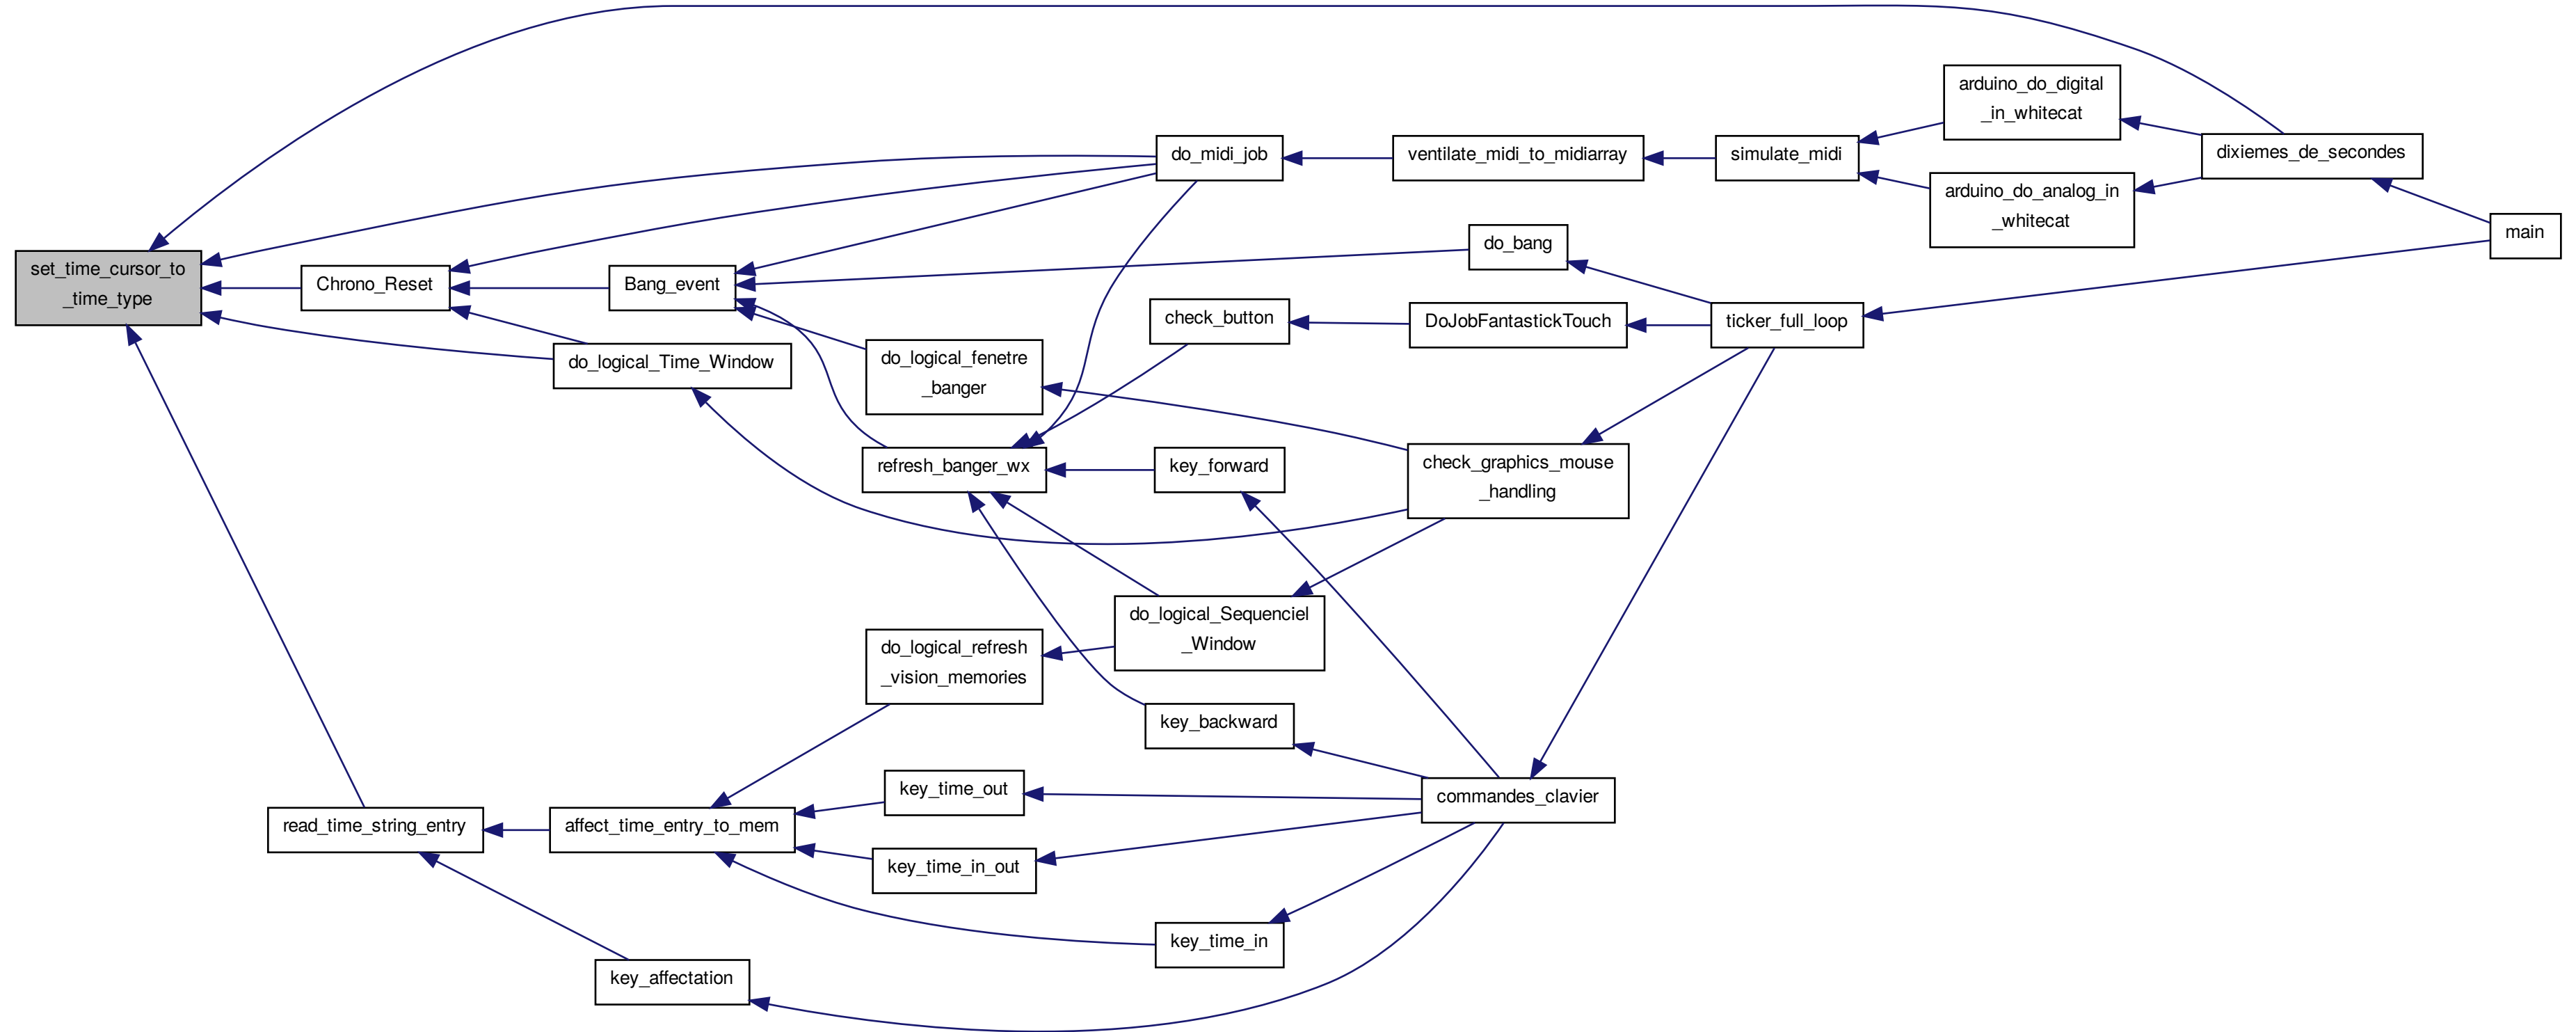 set_time_cursor_to
_time_type
Chrono_Reset
Bang_event
do_logical_Time_Window
read_time_string_entry
affect_time_entry_to_mem
key_affectation
do_logical_fenetre
_banger
refresh_banger_wx
do_logical_refresh
_vision_memories
key_time_out
key_time_in_out
do_midi_job
check_button
key_forward
do_logical_Sequenciel
_Window
key_backward
key_time_in
ventilate_midi_to_midiarray
do_bang
DoJobFantastickTouch
check_graphics_mouse
_handling
commandes_clavier
simulate_midi
ticker_full_loop
arduino_do_digital
_in_whitecat
arduino_do_analog_in
_whitecat
dixiemes_de_secondes
main